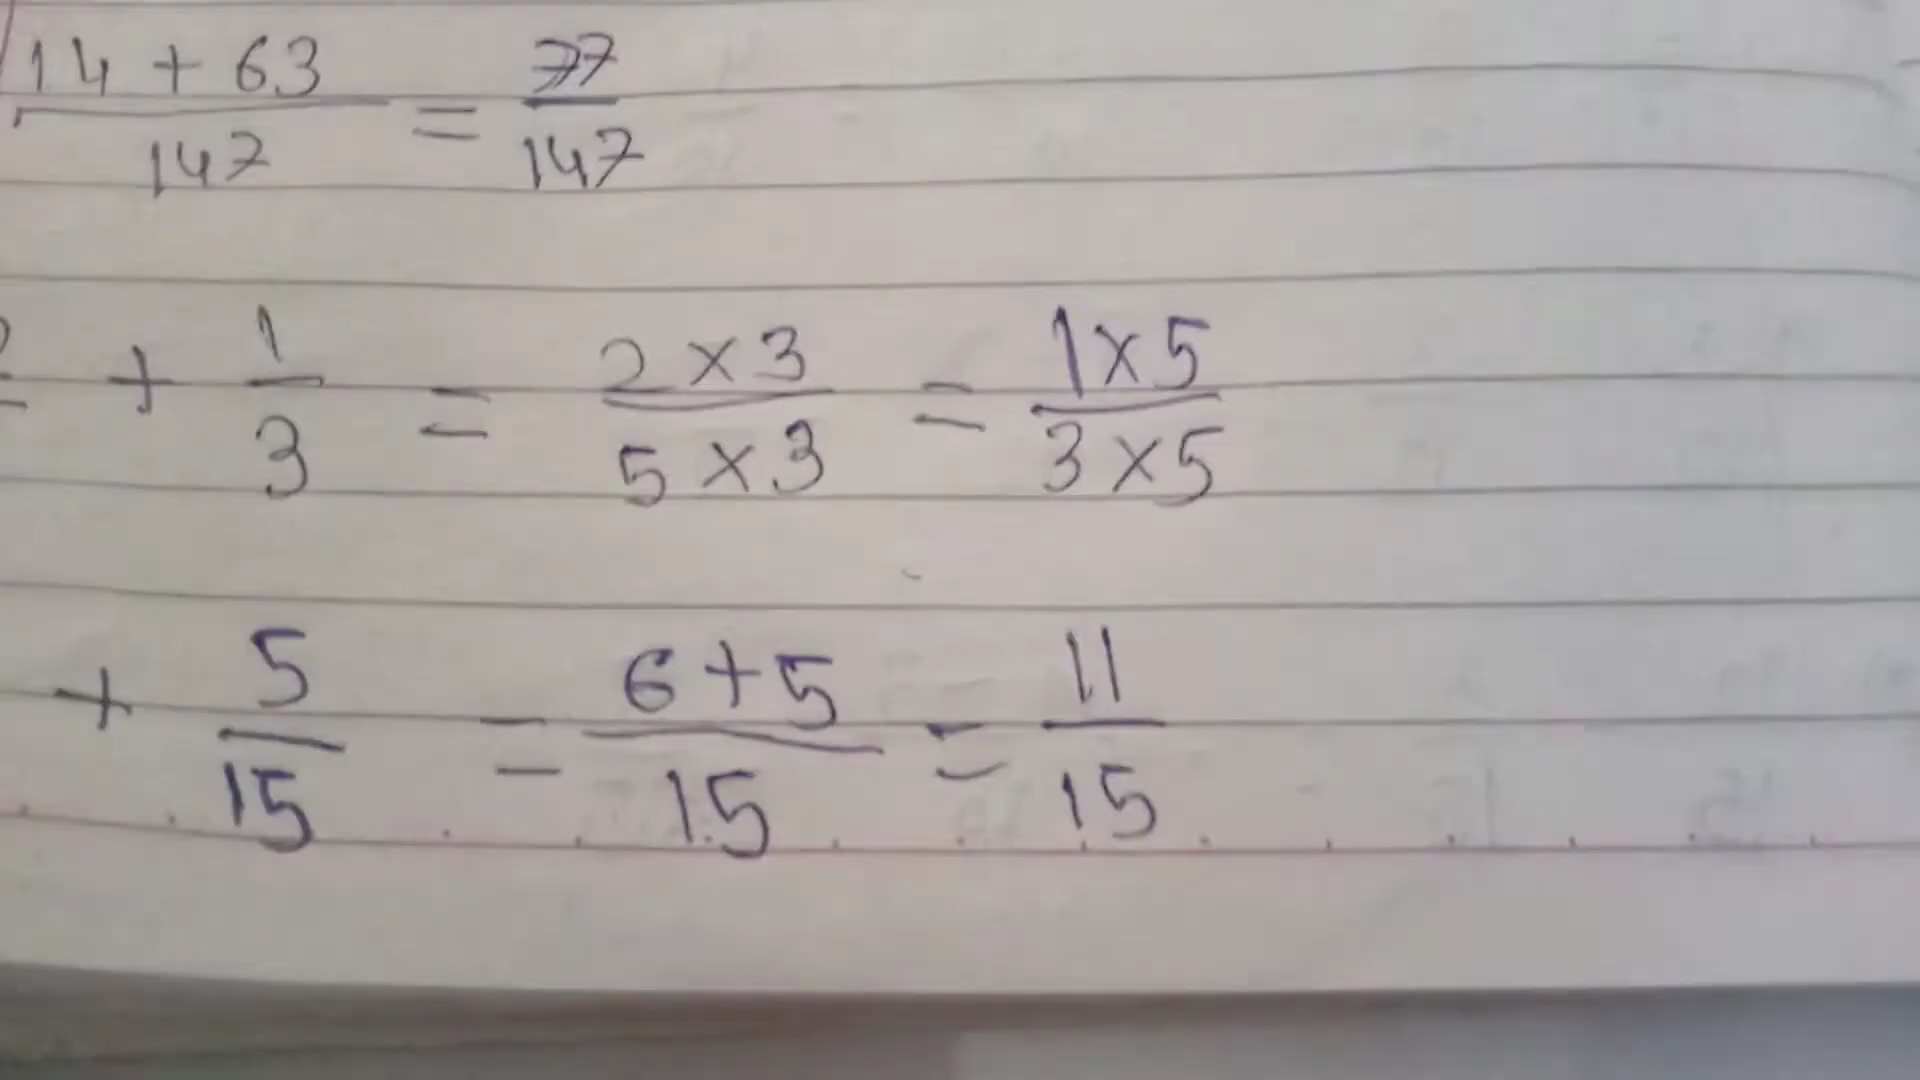 14 + 63 / 147 = 77 / 147
+ 1/3 = 2 × 3 / 5 × 3 = 1 × 5 / 3 × 5
+ 5/15 = 6 + 5 / 15 = 11/15